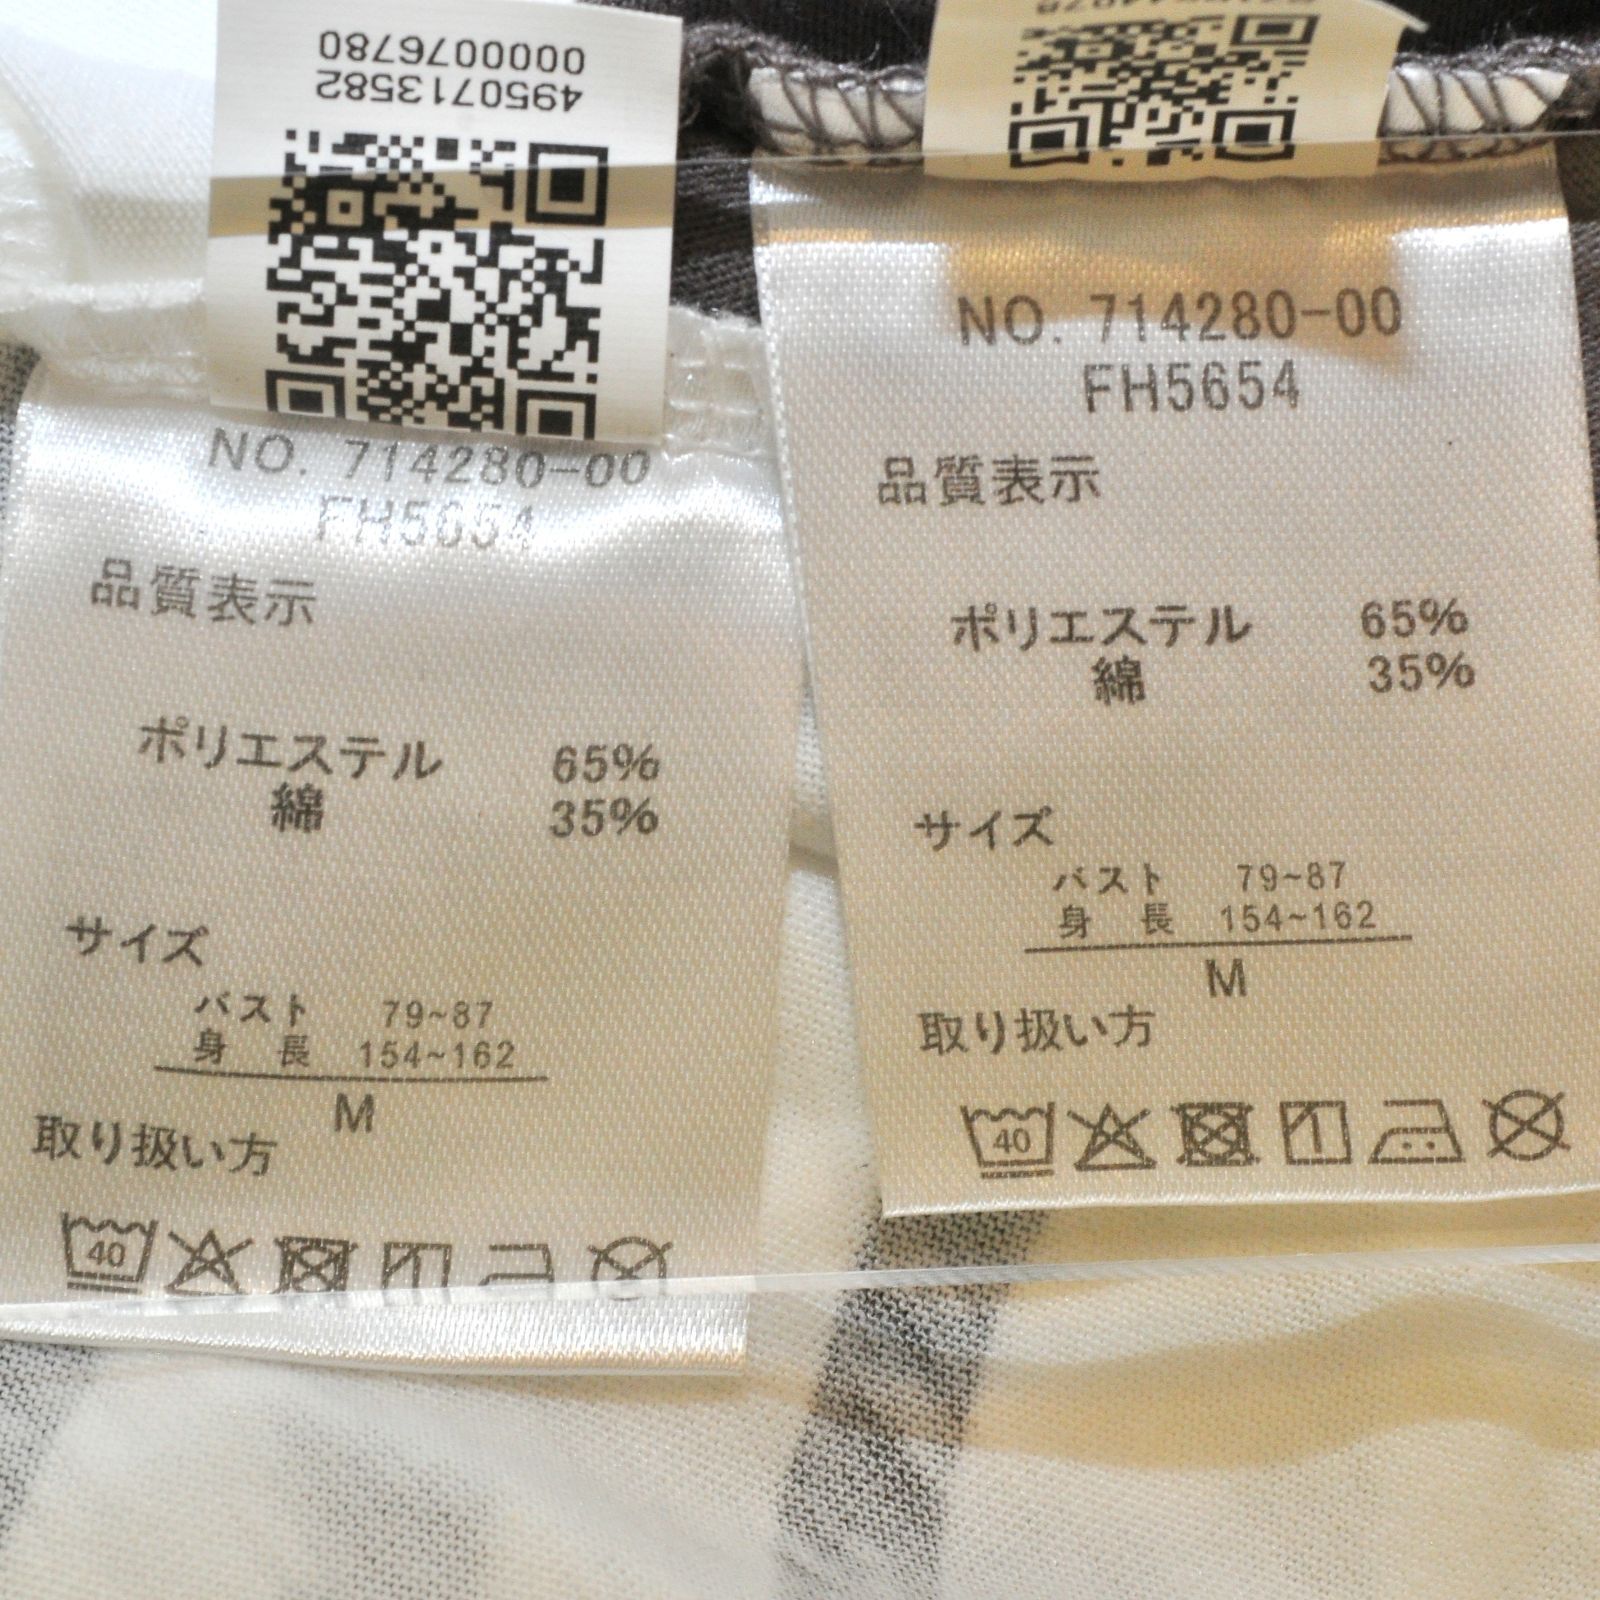 0000076780
4950713582
NO. 714280-00
FH5654
品質表示
ポリエステル 65%
綿 35%
サイズ
バスト 79~87
身 長 154~162
M
取り扱い方
40
NO. 714280-00
FH5654
品質表示
ポリエステル 65%
綿 35%
サイズ
バスト 79~87
身 長 154~162
M
取り扱い方
40